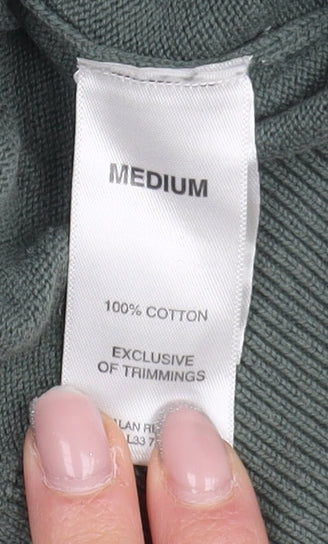 MEDIUM
100% COTTON
EXCLUSIVE
OF TRIMMINGS